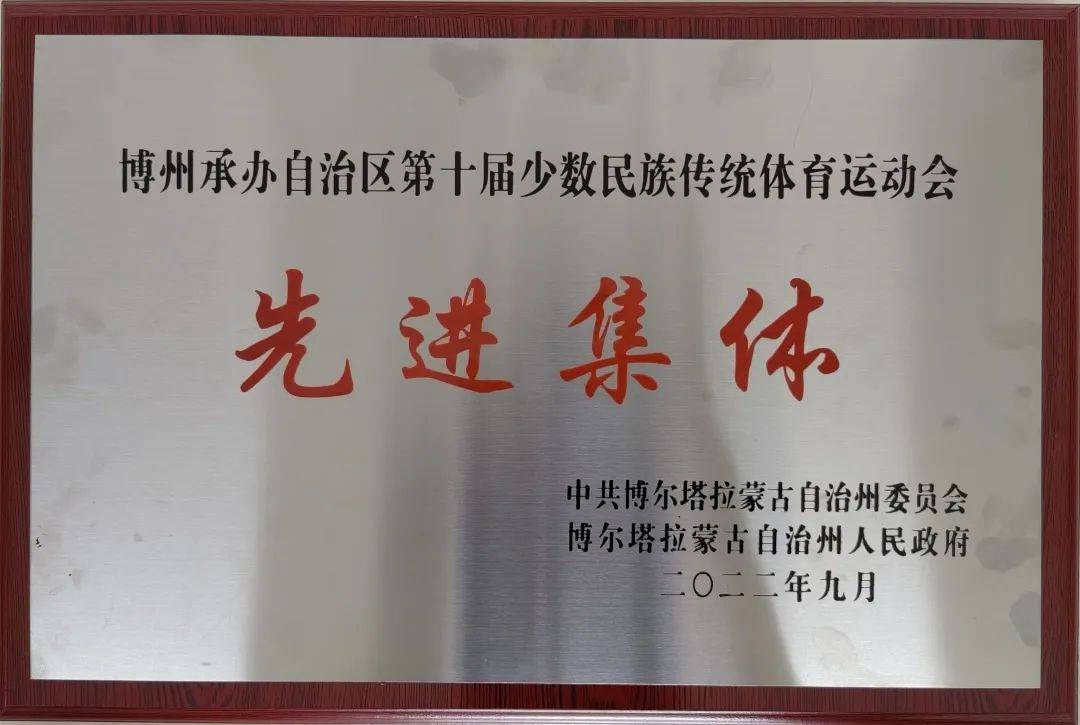 博州承办自治区第十届少数民族传统体育运动会
先进集体
中共博尔塔拉蒙古自治州委员会
博尔塔拉蒙古自治州人民政府
二〇二二年九月